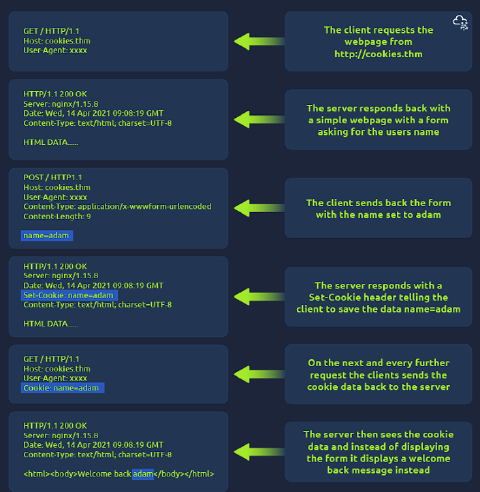 GET / HTTP/1.1
Host: cookies.thm
User-Agent: xxxx
The client requests the
webpage from
http://cookies.thm
HTTP/1.1 200 OK
Server: nginx/1.15.8
Date: Wed, 14 Apr 2021 09:08:19 GMT
Content-Type: text/html; charset=UTF-8
HTML DATA.....
The server responds back with
a simple webpage with a form
asking for the users name
POST / HTTP1.1
Host: cookies.thm
User-Agent: xxxx
Content-Type: application/x-wwwform-urlencoded
Content-Length: 9
name=adam
The client sends back the form
with the name set to adam
HTTP/1.1 200 OK
Server: nginx/1.15.8
Date: Wed, 14 Apr 2021 09:08:19 GMT
Set-Cookie: name=adam
Content-Type: text/html; charset=UTF-8
HTML DATA.....
The server responds with a
Set-Cookie header telling the
client to save the data name=adam
GET / HTTP/1.1
Host: cookies.thm
User-Agent: xxxx
Cookie: name=adam
On the next and every further
request the clients sends the
cookie data back to the server
HTTP/1.1 200 OK
Server: nginx/1.15.8
Date: Wed, 14 Apr 2021 09:08:19 GMT
Content-Type: text/html; charset=UTF-8
<html><body>Welcome back adam</body></html>
The server then sees the cookie
data and instead of displaying
the form it displays a welcome
back message instead